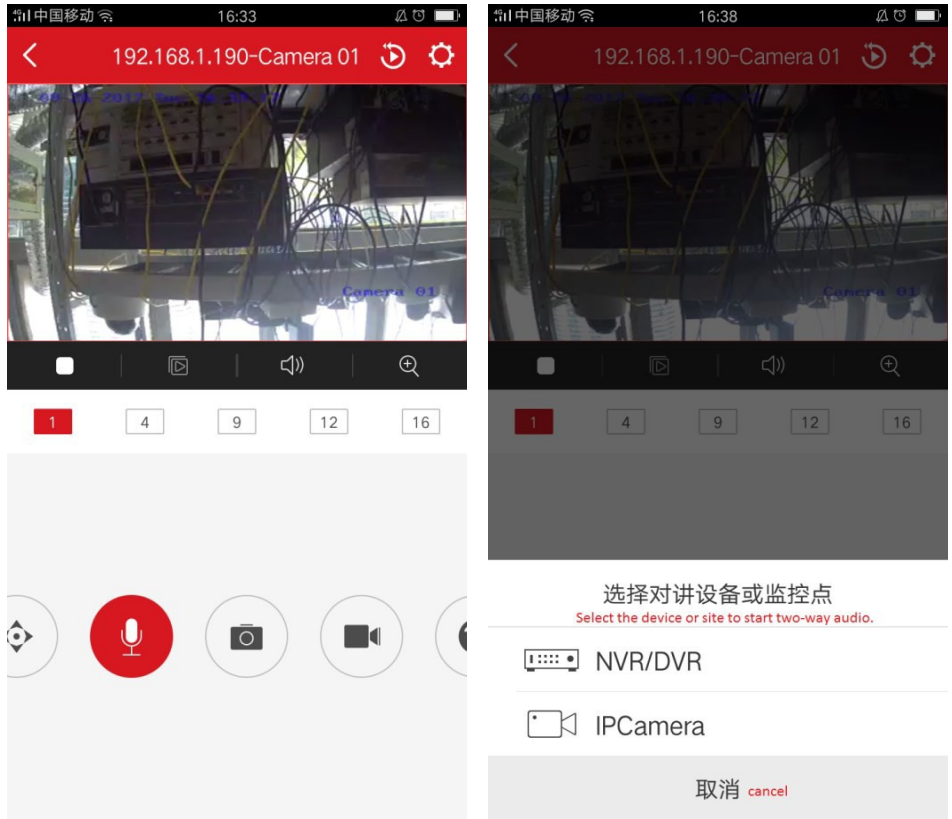 中国移动 16:33
192.168.1.190-Camera 01
Camera 01
1 4 9 12 16
中国移动 16:38
192.168.1.190-Camera 01
Camera 01
1 4 9 12 16
选择对讲设备或监控点
Select the device or site to start two-way audio.
NVR/DVR
IPCamera
取消 cancel